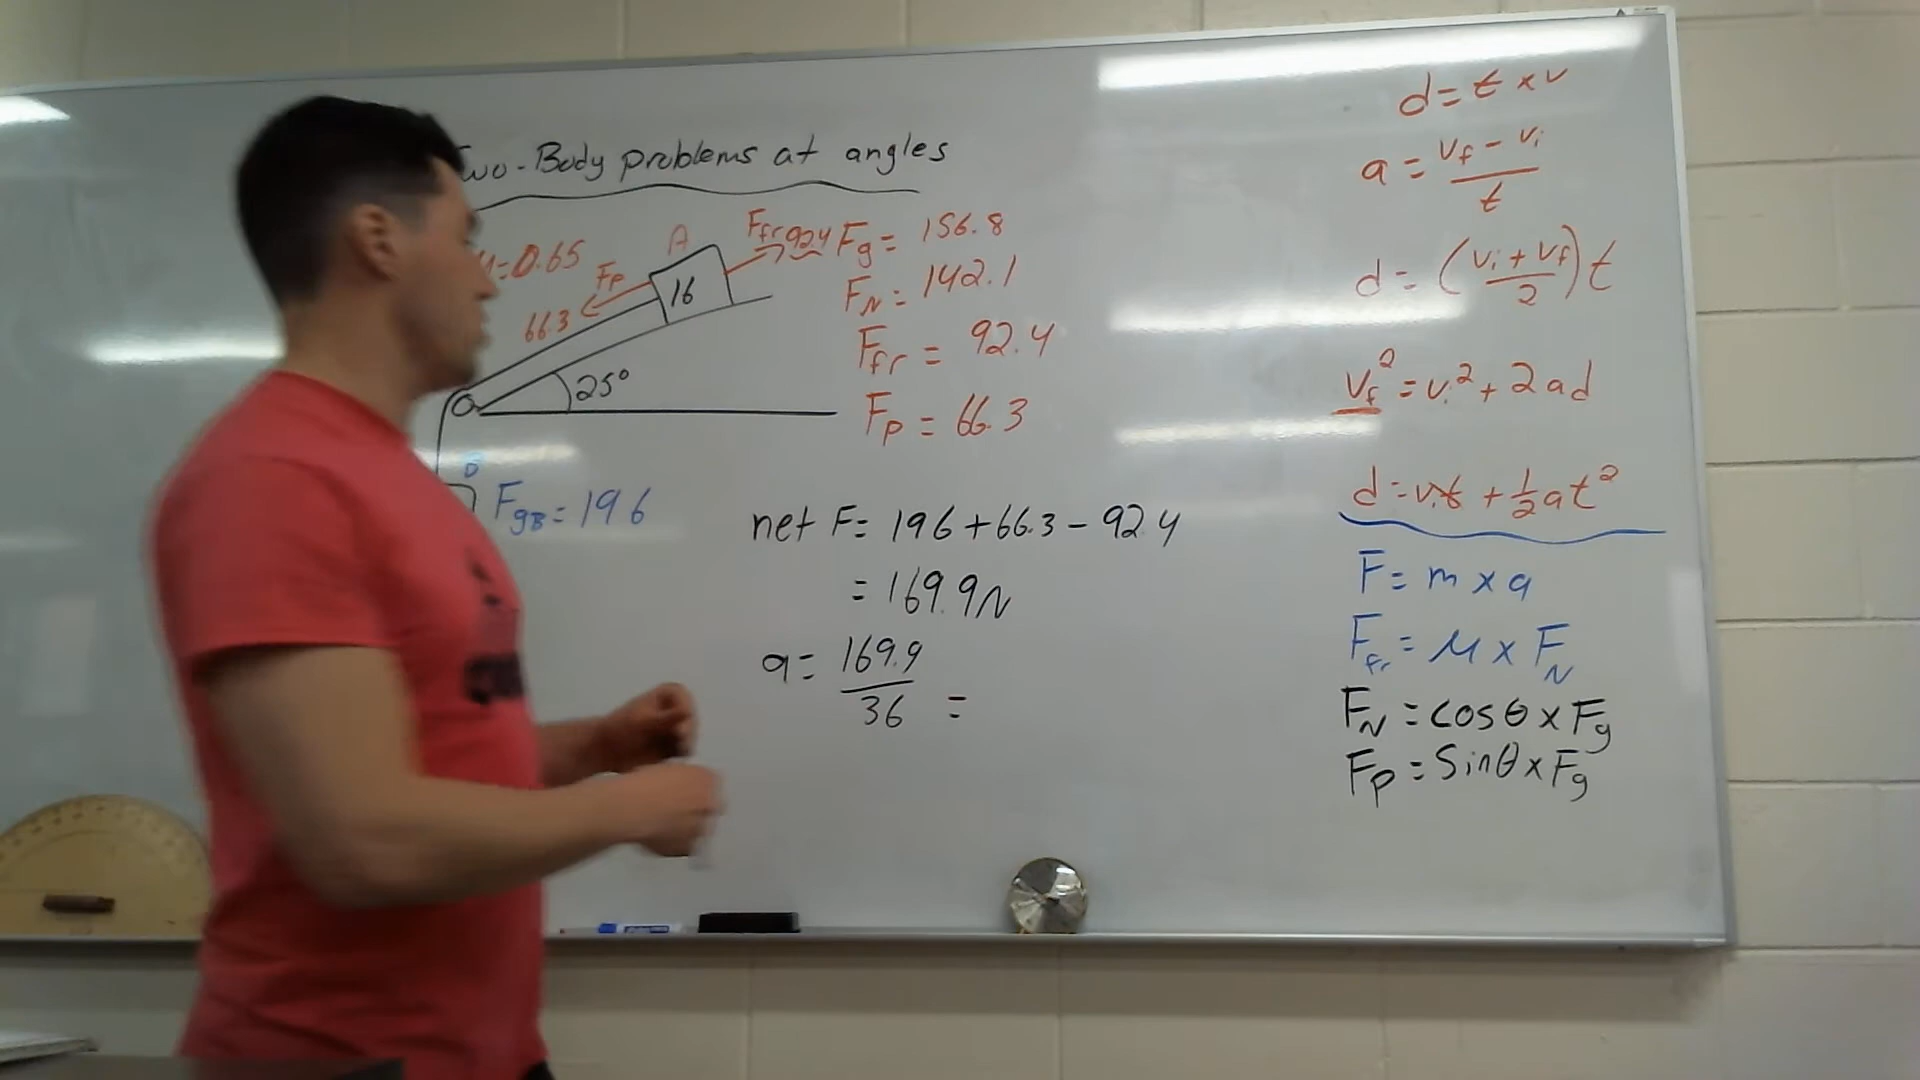 Two-Body problems at angles
μ=0.65
Fp
66.3
A
16
Ffr 92.4
25°
Fg = 156.8
FN = 142.1
Ffr = 92.4
Fp = 66.3
B
FgB = 196
net F = 196 + 66.3 - 92.4
= 169.9N
a = 169.9
36 =
d = t x v
a = vf - vi
t
d = (vi + vf
2) t
vf² = vi² + 2ad
d = vit + 1/2 at²
F = m x a
Ffr = μ x FN
FN = cosθ x Fg
Fp = Sinθ x Fg